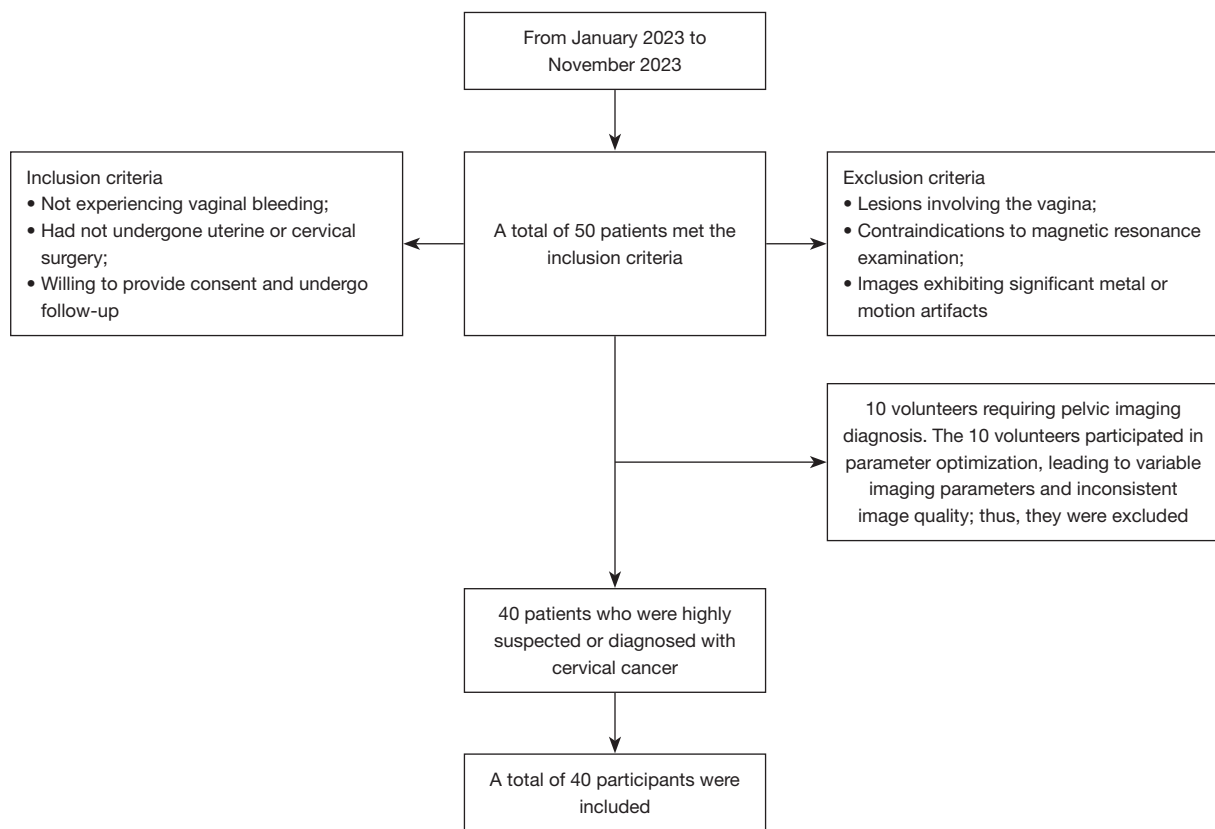 From January 2023 to
November 2023
Inclusion criteria
• Not experiencing vaginal bleeding;
• Had not undergone uterine or cervical
surgery;
• Willing to provide consent and undergo
follow-up
A total of 50 patients met the
inclusion criteria
Exclusion criteria
• Lesions involving the vagina;
• Contraindications to magnetic resonance
examination;
• Images exhibiting significant metal or
motion artifacts
10 volunteers requiring pelvic imaging
diagnosis. The 10 volunteers participated in
parameter optimization, leading to variable
imaging parameters and inconsistent
image quality; thus, they were excluded
40 patients who were highly
suspected or diagnosed with
cervical cancer
A total of 40 participants were
included